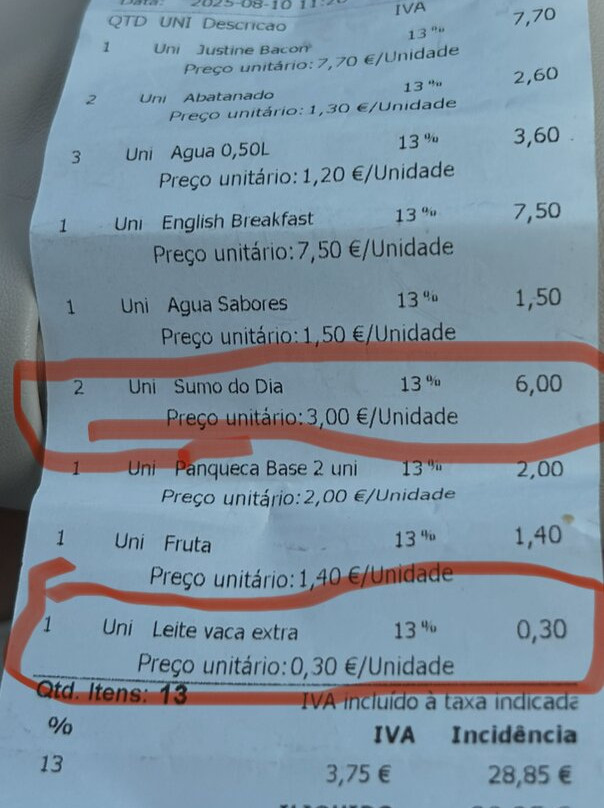 Data: 2025-08-10 11:20
QTD UNI Descricao IVA
1 Uni Justine Bacon 13% 7,70
Preço unitário: 7,70 €/Unidade
2 Uni Abatanado 13% 2,60
Preço unitário: 1,30 €/Unidade
3 Uni Agua 0,50L 13% 3,60
Preço unitário: 1,20 €/Unidade
1 Uni English Breakfast 13% 7,50
Preço unitário: 7,50 €/Unidade
1 Uni Agua Sabores 13% 1,50
Preço unitário: 1,50 €/Unidade
2 Uni Sumo do Dia 13% 6,00
Preço unitário: 3,00 €/Unidade
1 Uni Panqueca Base 2 uni 13% 2,00
Preço unitário: 2,00 €/Unidade
1 Uni Fruta 13% 1,40
Preço unitário: 1,40 €/Unidade
1 Uni Leite vaca extra 13% 0,30
Preço unitário: 0,30 €/Unidade
Qtd. Itens: 13 IVA incluído à taxa indicada
% IVA Incidência
13 3,75 € 28,85 €